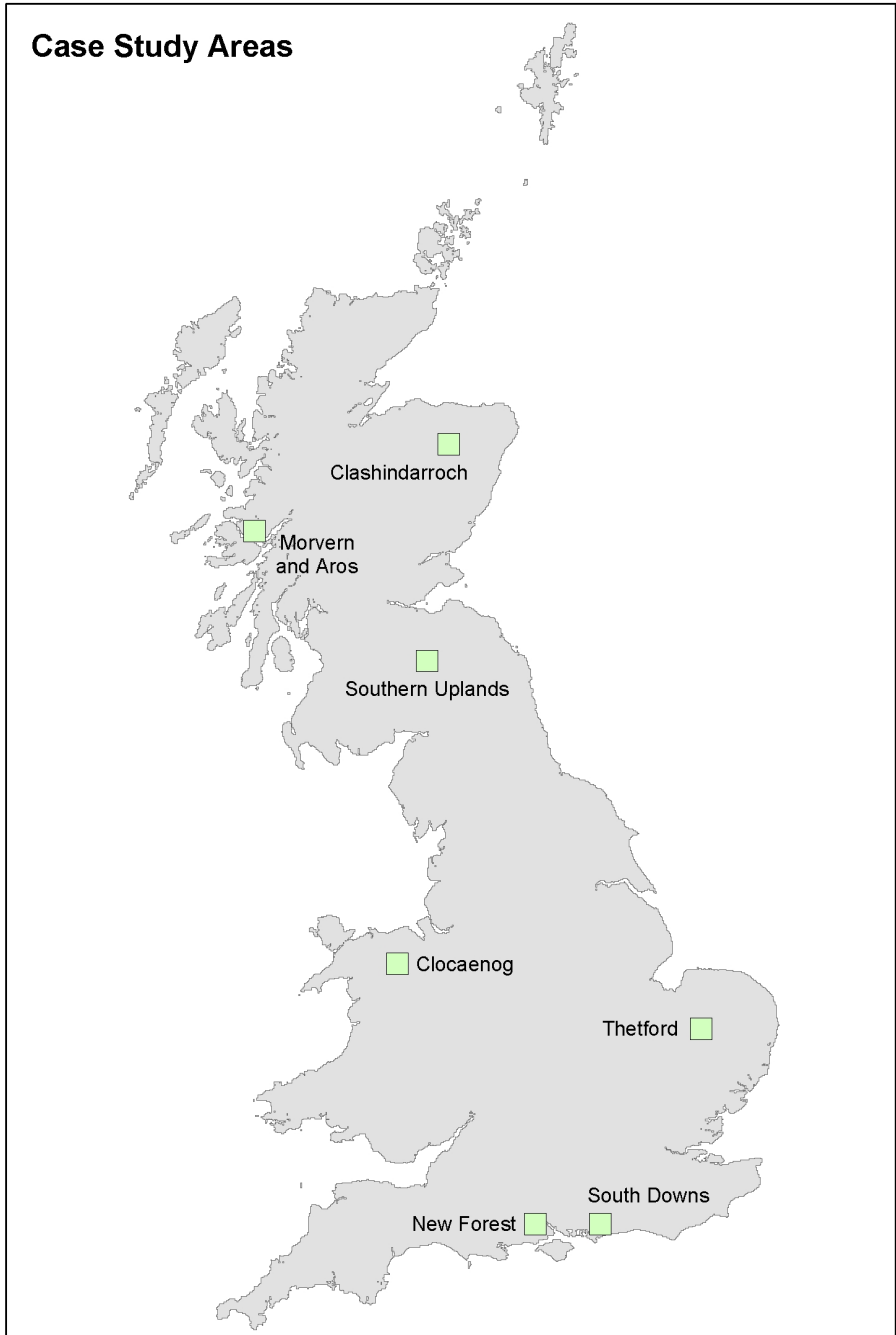 Case Study Areas
Clashindarroch
Morvern
and Aros
Southern Uplands
Clocaenog
Thetford
South Downs
New Forest